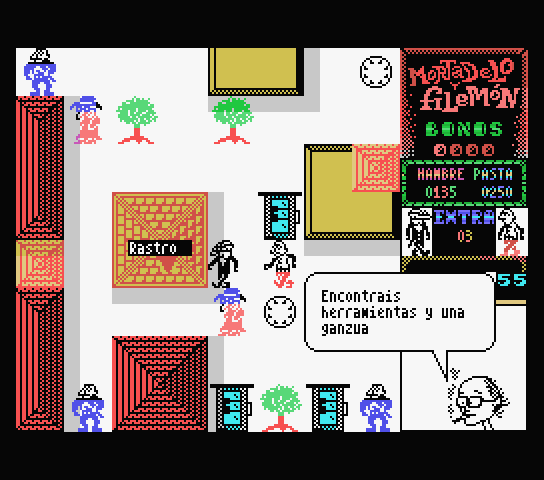 MORTADELO
Y
FILEMÓN
BONOS
0000
HAMBRE PASTA
0135 0250
EXTRA
03
Rastro
55
Encontrais
herramientas y una
ganzua